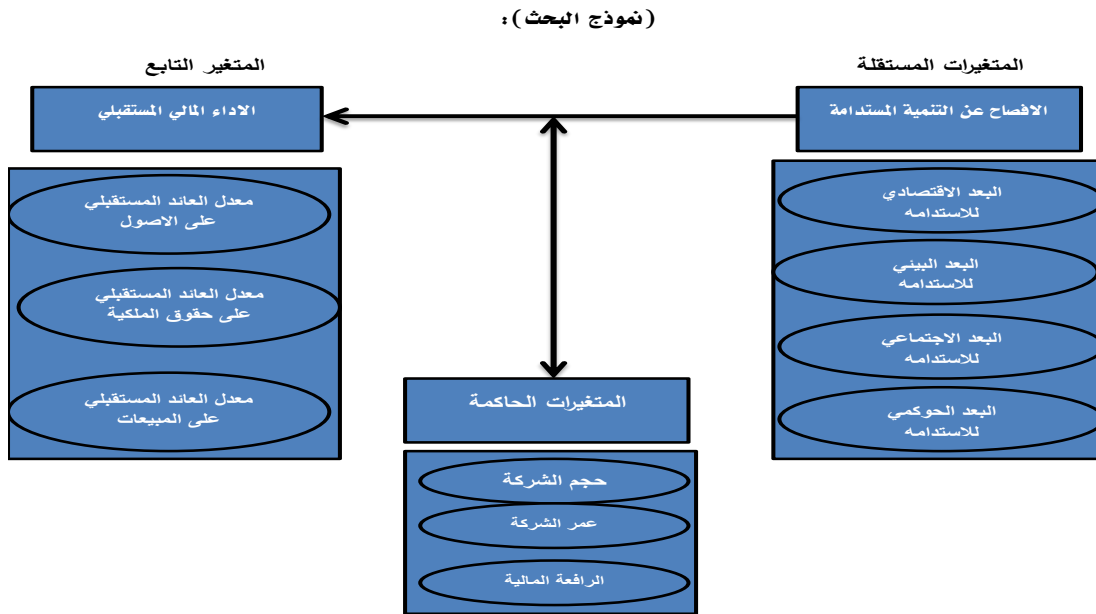 (نموذج البحث):
المتغيرات المستقلة
الافصاح عن التنمية المستدامة
البعد الاقتصادي
للاستدامه
البعد البيئي
للاستدامه
البعد الاجتماعي
للاستدامه
البعد الحوكمي
للاستدامه
المتغير التابع
الاداء المالي المستقبلي
معدل العائد المستقبلي
على الاصول
معدل العائد المستقبلي
على حقوق الملكية
معدل العائد المستقبلي
على المبيعات
المتغيرات الحاكمة
حجم الشركة
عمر الشركة
الرافعة المالية